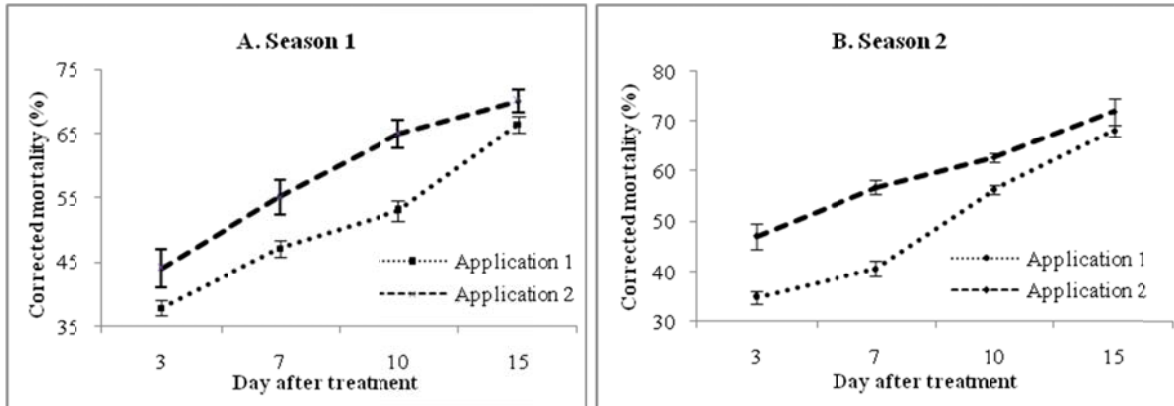 A. Season 1
Corrected mortality (%)
75
65
55
45
35
Application 1
Application 2
3 7 10 15
Day after treatment
B. Season 2
Corrected mortality (%)
80
70
60
50
40
30
Application 1
Application 2
3 7 10 15
Day after treatment